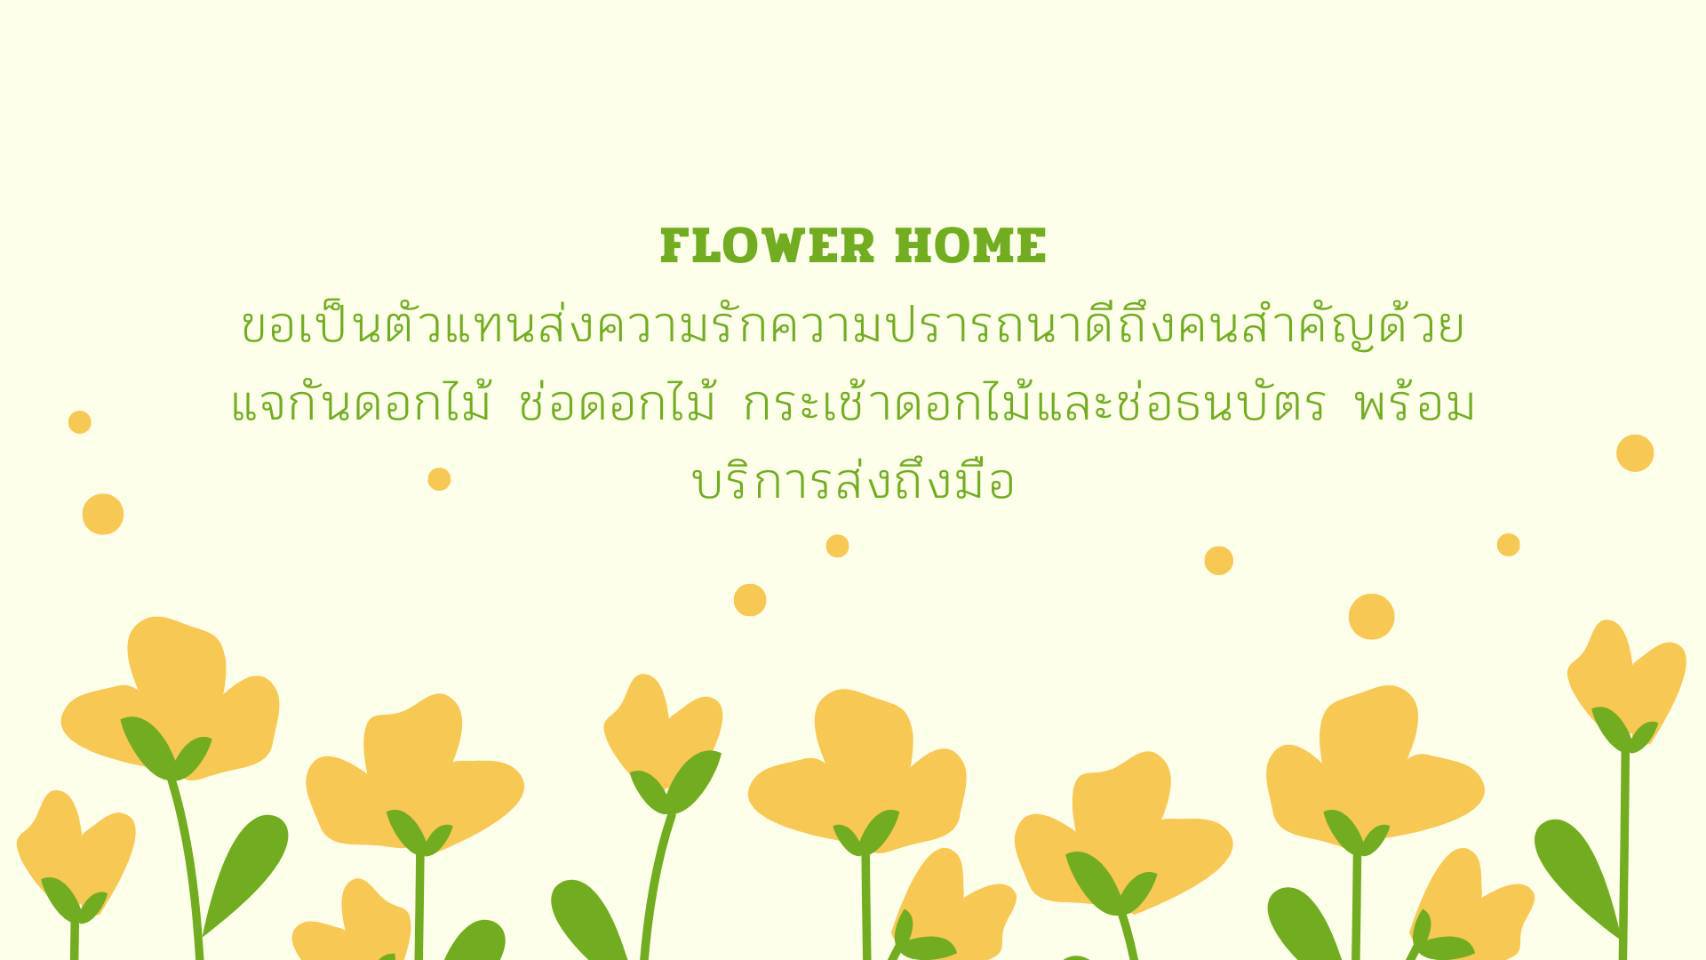 FLOWER HOME
ขอเป็นตัวแทนส่งความรักความปรารถนาดีถึงคนสำคัญด้วย
แจกันดอกไม้ ช่อดอกไม้ กระเช้าดอกไม้และช่อธนบัตร พร้อม
บริการส่งถึงมือ